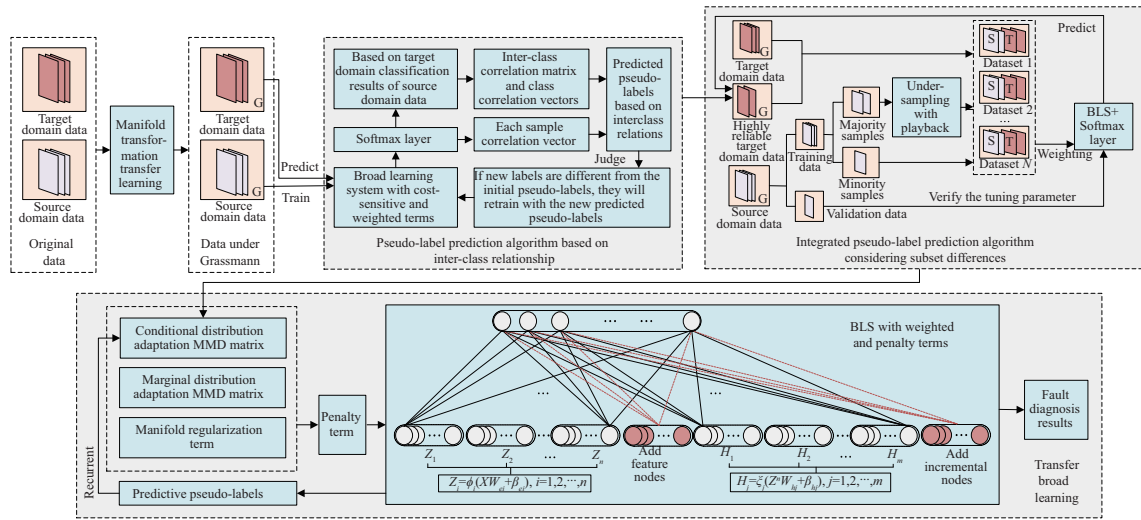 Target domain
data
Source domain
data
Original
data
Manifold
transfor-
mation
transfer
learning
G
Target
domain data
G
Source
domain data
Data under
Grassmann
Predict
Train
Based on target
domain classification
results of source
domain data
Inter-class
correlation matrix
and class
correlation vectors
Predicted
pseudo-
labels
based on
interclass
relations
Softmax layer
Each sample
correlation vector
Judge
Broad learning
system with cost-
sensitive and
weighted terms
If new labels are different from the
initial pseudo-labels, they will
retrain with the new predicted
pseudo-labels
Pseudo-label prediction algorithm based on
inter-class relationship
G
Target
domain data
G
Highly
reliable
target
domain data
G
Source
domain data
Training
data
Validation data
Majority
samples
Minority
samples
Under-
sampling
with
playback
S T
Dataset 1
S T
Dataset 2
...
S T
Dataset N
Predict
Weighting
BLS+
Softmax
layer
Verify the tuning parameter
Integrated pseudo-label prediction algorithm
considering subset differences
Conditional distribution
adaptation MMD matrix
Marginal distribution
adaptation MMD matrix
Manifold regularization
term
Recurrent
Predictive pseudo-labels
Penalty
term
... ...
BLS with weighted
and penalty terms
... ...
... ... ... ... ... ... ... ... ... ...
Z1 Z2 ... Zn
Add
feature
nodes
H1 H2 ... Hm
Add
incremental
nodes
Zi=ϕi(XWei+βei), i=1,2,···,n
Hj=ξj(ZⁿWhj+βhj), j=1,2,···,m
Fault
diagnosis
results
Transfer
broad
learning